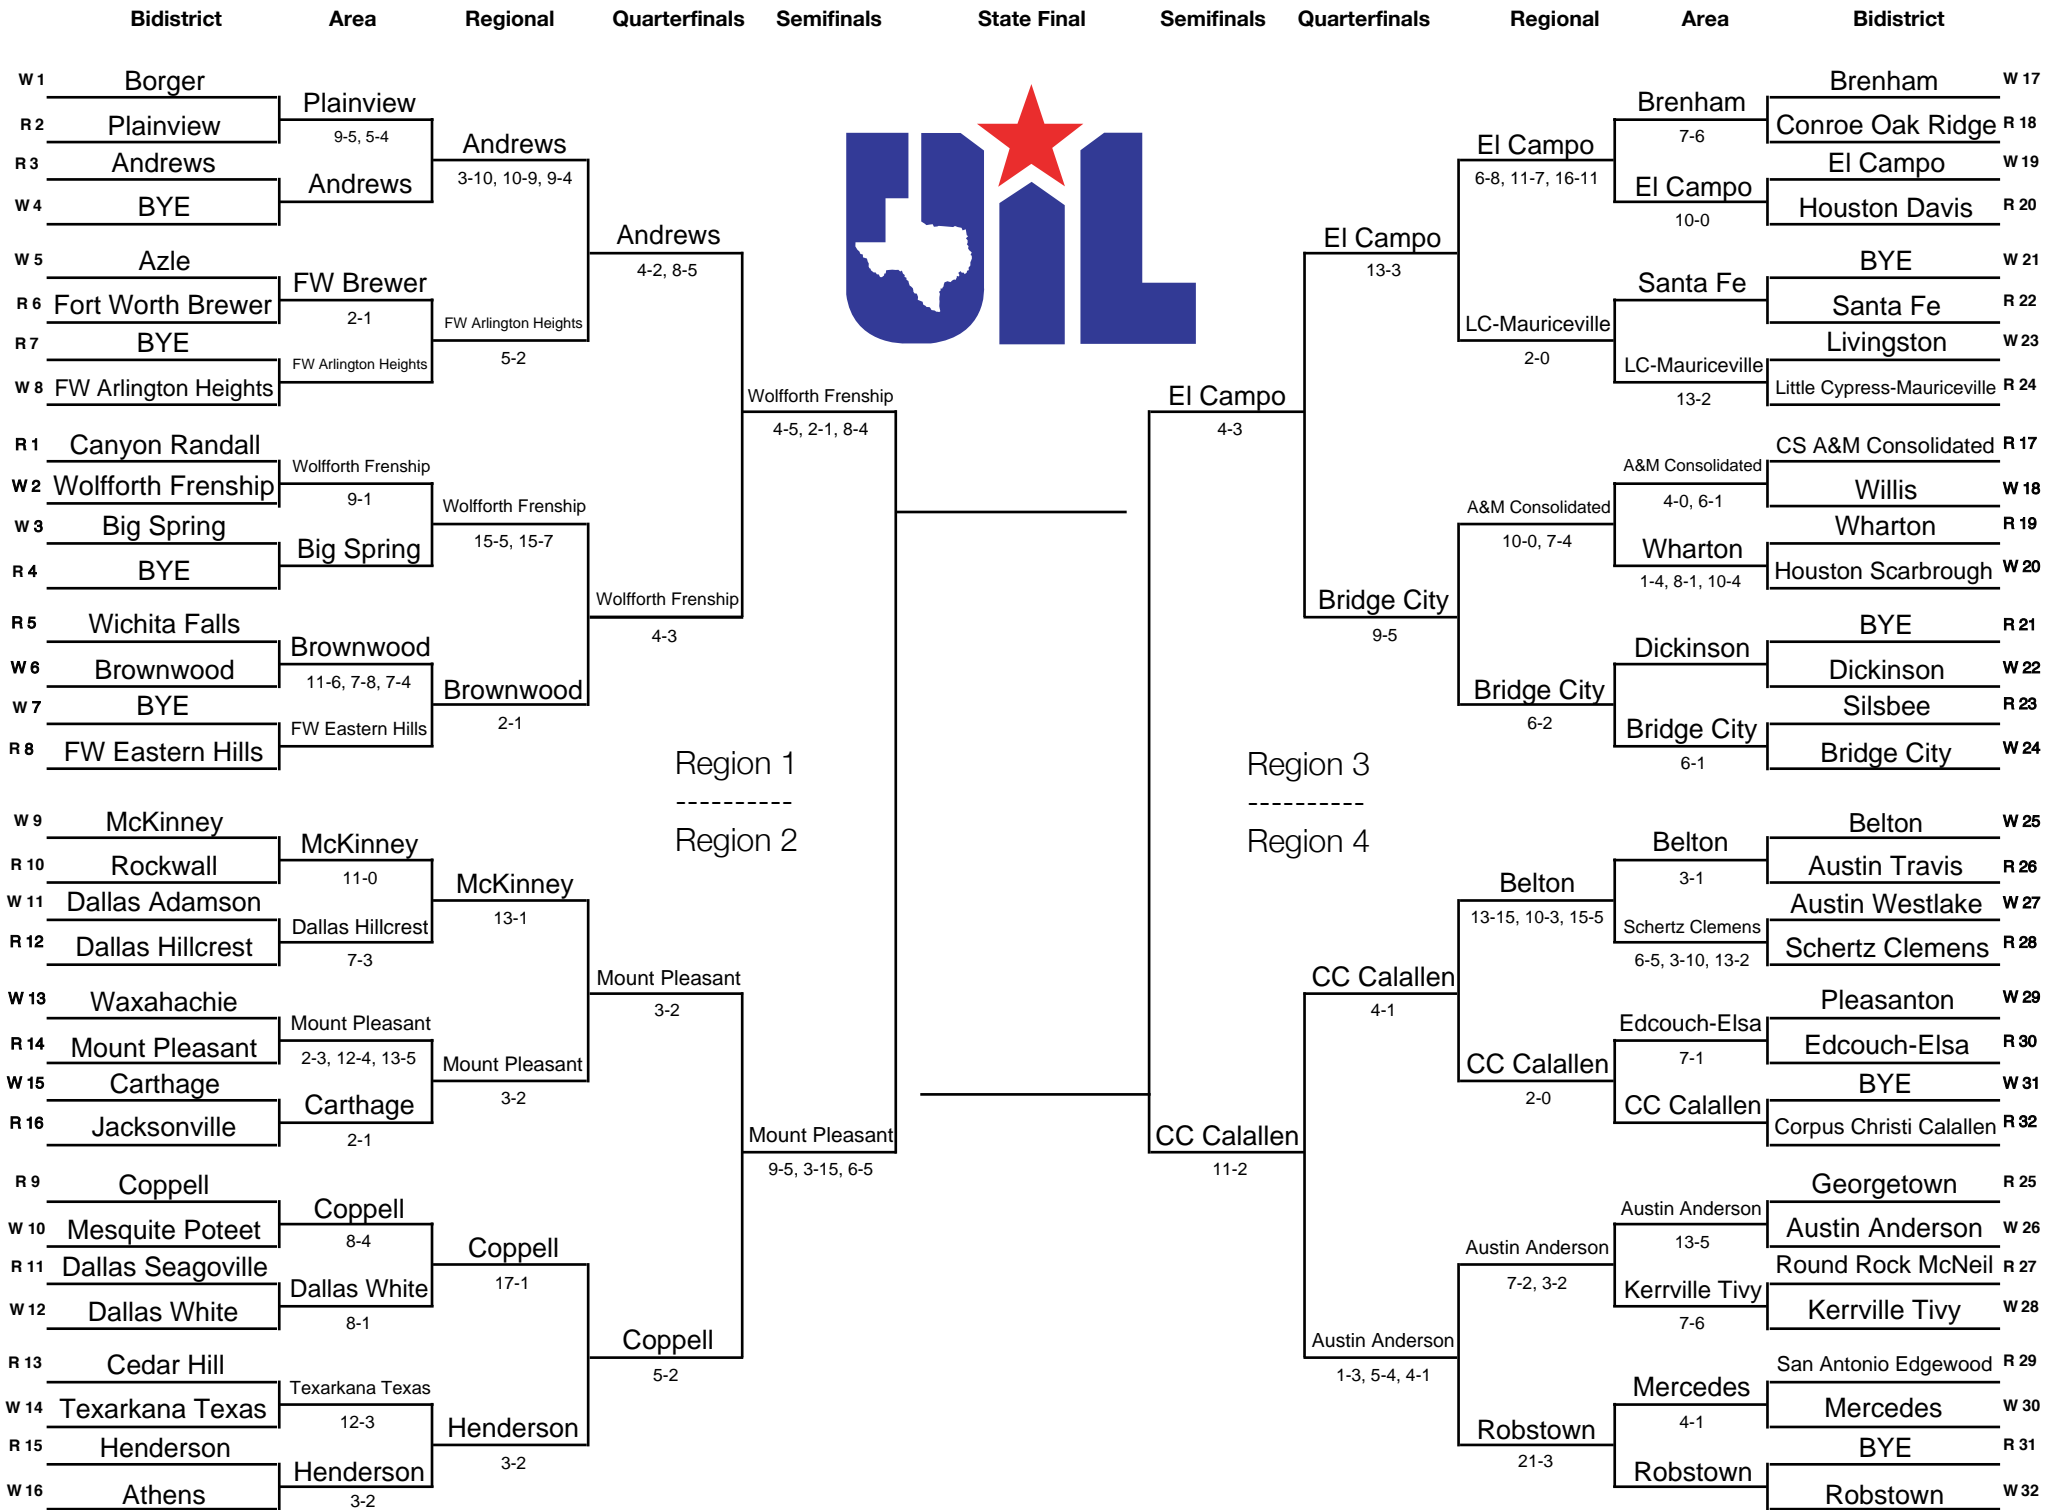 Bidistrict Area Regional Quarterfinals Semifinals State Final Semifinals Quarterfinals Regional Area Bidistrict
W 1 Borger
Plainview
R 2 Plainview
9-5, 5-4
Andrews
R 3 Andrews
3-10, 10-9, 9-4
Andrews
W 4 BYE
Andrews
4-2, 8-5
W 5 Azle
FW Brewer
R 6 Fort Worth Brewer
2-1
FW Arlington Heights
R 7 BYE
5-2
FW Arlington Heights
W 8 FW Arlington Heights
Wolfforth Frenship
4-5, 2-1, 8-4
R 1 Canyon Randall
Wolfforth Frenship
W 2 Wolfforth Frenship
9-1
Wolfforth Frenship
W 3 Big Spring
15-5, 15-7
Big Spring
R 4 BYE
Wolfforth Frenship
4-3
R 5 Wichita Falls
Brownwood
W 6 Brownwood
11-6, 7-8, 7-4
Brownwood
W 7 BYE
2-1
FW Eastern Hills
R 8 FW Eastern Hills
Region 1
----------
Region 2
W 9 McKinney
McKinney
R 10 Rockwall
11-0
McKinney
W 11 Dallas Adamson
13-1
Dallas Hillcrest
R 12 Dallas Hillcrest
7-3
Mount Pleasant
3-2
W 13 Waxahachie
Mount Pleasant
R 14 Mount Pleasant
2-3, 12-4, 13-5
Mount Pleasant
W 15 Carthage
3-2
Carthage
R 16 Jacksonville
2-1
Mount Pleasant
9-5, 3-15, 6-5
R 9 Coppell
Coppell
W 10 Mesquite Poteet
8-4
Coppell
R 11 Dallas Seagoville
17-1
Dallas White
W 12 Dallas White
8-1
Coppell
5-2
R 13 Cedar Hill
Texarkana Texas
W 14 Texarkana Texas
12-3
Henderson
R 15 Henderson
3-2
Henderson
W 16 Athens
3-2
UIL
Brenham W 17
Brenham
Conroe Oak Ridge R 18
7-6
El Campo
El Campo W 19
6-8, 11-7, 16-11
El Campo
Houston Davis R 20
10-0
El Campo
13-3
BYE W 21
Santa Fe
Santa Fe R 22
LC-Mauriceville
Livingston W 23
2-0
LC-Mauriceville
Little Cypress-Mauriceville R 24
13-2
El Campo
4-3
CS A&M Consolidated R 17
A&M Consolidated
Willis W 18
4-0, 6-1
A&M Consolidated
Wharton R 19
10-0, 7-4
Wharton
Houston Scarbrough W 20
1-4, 8-1, 10-4
Bridge City
9-5
BYE R 21
Dickinson
Dickinson W 22
Bridge City
Silsbee R 23
6-2
Bridge City
Bridge City W 24
6-1
Region 3
----------
Region 4
Belton W 25
Belton
Austin Travis R 26
3-1
Belton
Austin Westlake W 27
13-15, 10-3, 15-5
Schertz Clemens
Schertz Clemens R 28
6-5, 3-10, 13-2
CC Calallen
4-1
Pleasanton W 29
Edcouch-Elsa
Edcouch-Elsa R 30
7-1
CC Calallen
BYE W 31
2-0
CC Calallen
Corpus Christi Calallen R 32
CC Calallen
11-2
Georgetown R 25
Austin Anderson
Austin Anderson W 26
13-5
Austin Anderson
Round Rock McNeil R 27
7-2, 3-2
Kerrville Tivy
Kerrville Tivy W 28
7-6
Austin Anderson
1-3, 5-4, 4-1
San Antonio Edgewood R 29
Mercedes
Mercedes W 30
4-1
Robstown
BYE R 31
21-3
Robstown
Robstown W 32